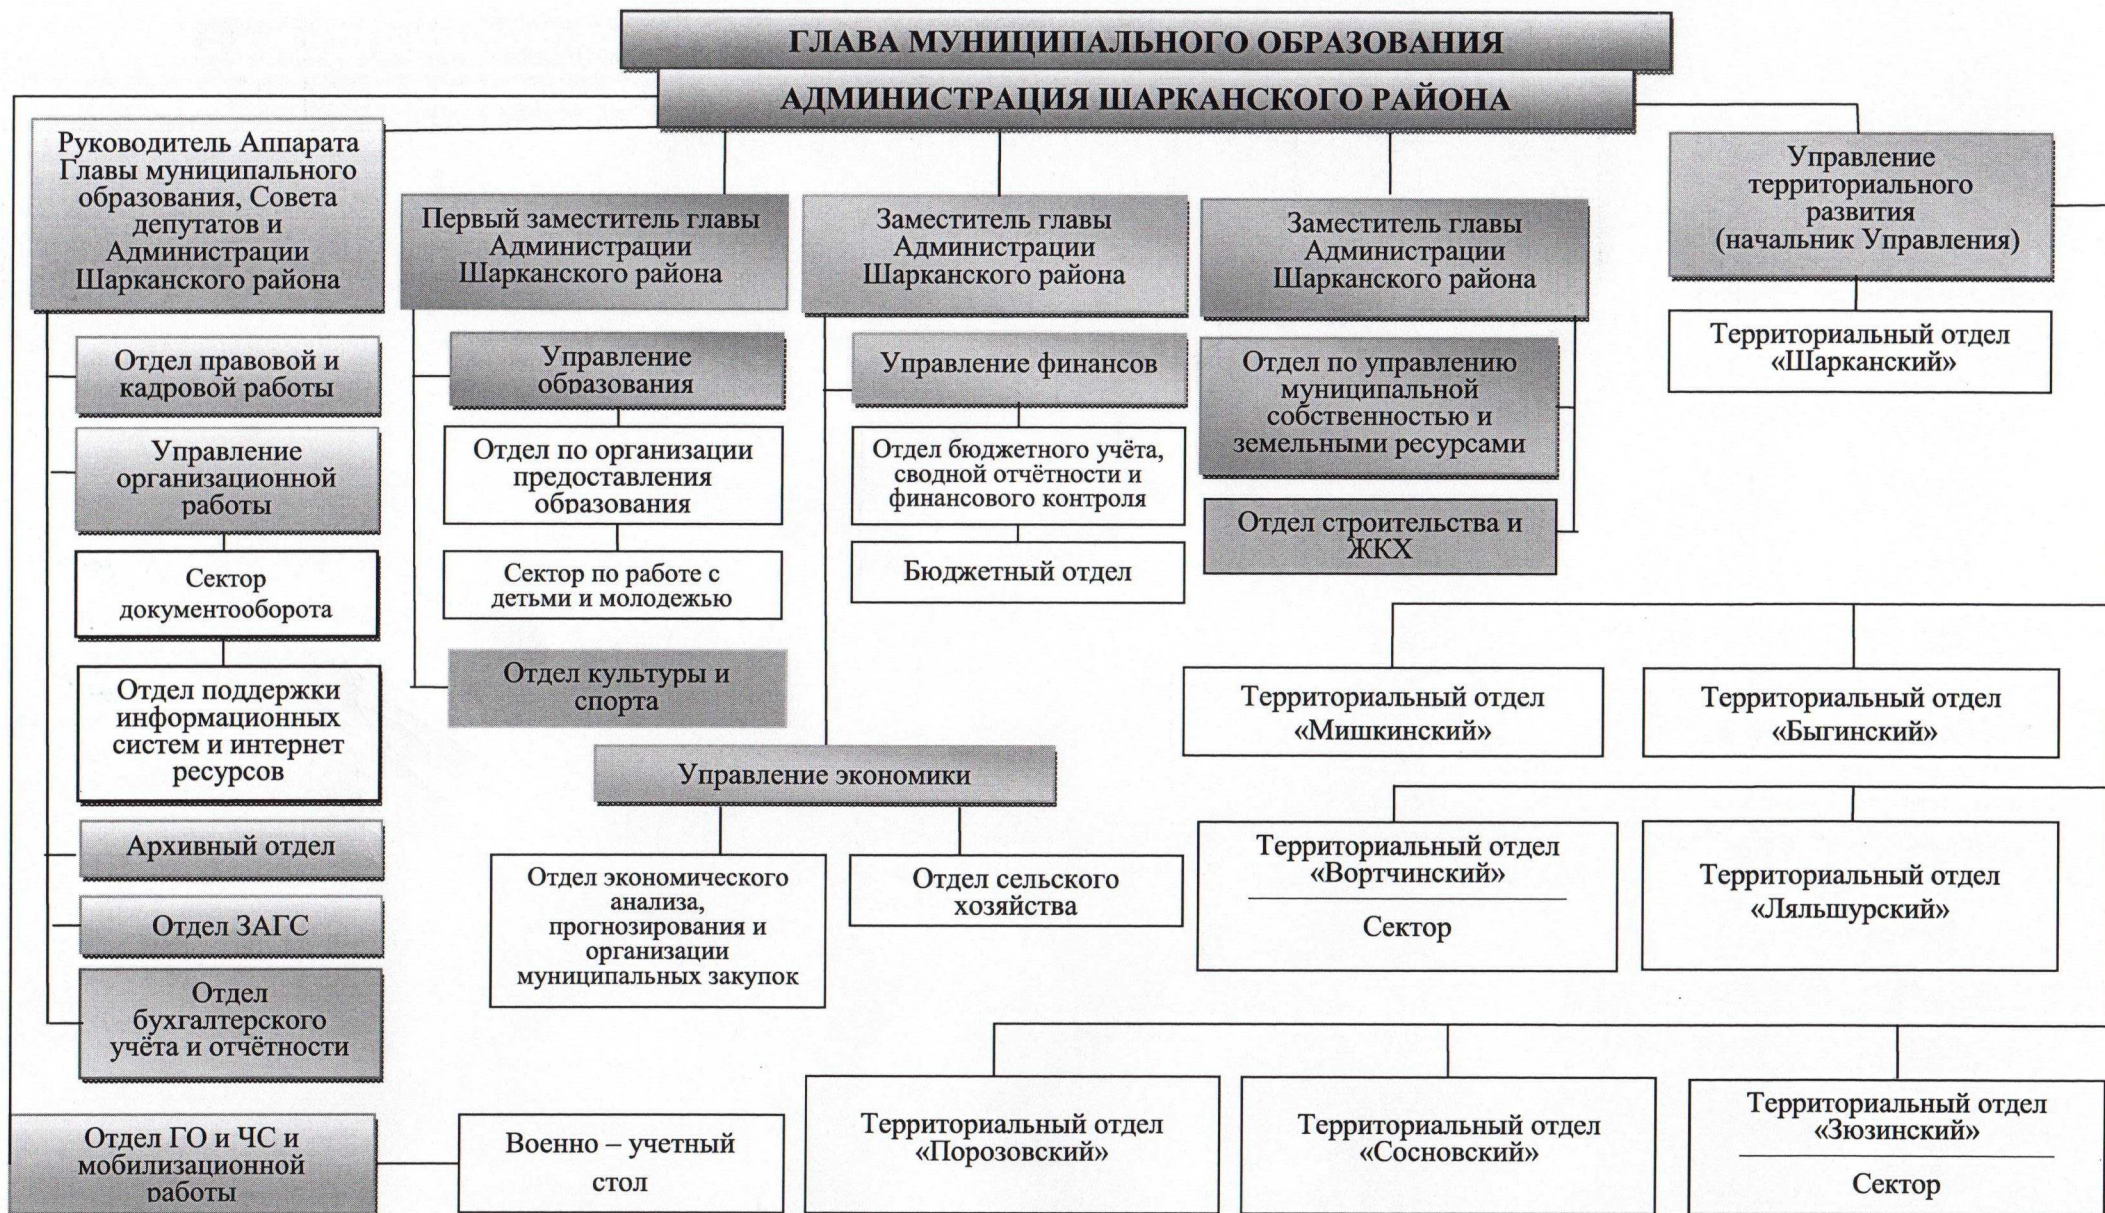 ГЛАВА МУНИЦИПАЛЬНОГО ОБРАЗОВАНИЯ
АДМИНИСТРАЦИЯ ШАРКАНСКОГО РАЙОНА
Руководитель Аппарата
Главы муниципального
образования, Совета
депутатов и
Администрации
Шарканского района
Отдел правовой и
кадровой работы
Управление
организационной
работы
Сектор
документооборота
Отдел поддержки
информационных
систем и интернет
ресурсов
Архивный отдел
Отдел ЗАГС
Отдел
бухгалтерского
учёта и отчётности
Отдел ГО и ЧС и
мобилизационной
работы
Военно – учетный
стол
Первый заместитель главы
Администрации
Шарканского района
Управление
образования
Отдел по организации
предоставления
образования
Сектор по работе с
детьми и молодежью
Отдел культуры и
спорта
Заместитель главы
Администрации
Шарканского района
Управление финансов
Отдел бюджетного учёта,
сводной отчётности и
финансового контроля
Бюджетный отдел
Управление экономики
Отдел экономического
анализа,
прогнозирования и
организации
муниципальных закупок
Отдел сельского
хозяйства
Заместитель главы
Администрации
Шарканского района
Отдел по управлению
муниципальной
собственностью и
земельными ресурсами
Отдел строительства и
ЖКХ
Управление
территориального
развития
(начальник Управления)
Территориальный отдел
«Шарканский»
Территориальный отдел
«Мишкинский»
Территориальный отдел
«Быгинский»
Территориальный отдел
«Вортчинский»
Сектор
Территориальный отдел
«Ляльшурский»
Территориальный отдел
«Порозовский»
Территориальный отдел
«Сосновский»
Территориальный отдел
«Зюзинский»
Сектор